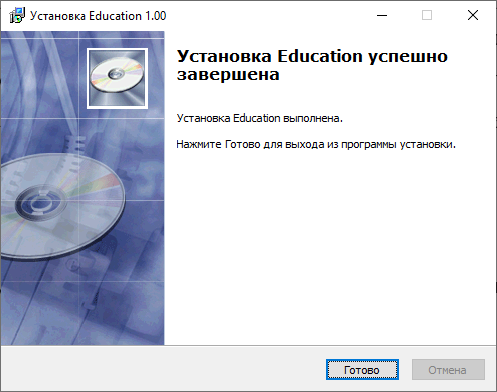 Установка Education 1.00
Установка Education успешно
завершена
Установка Education выполнена.
Нажмите Готово для выхода из программы установки.
Готово
Отмена